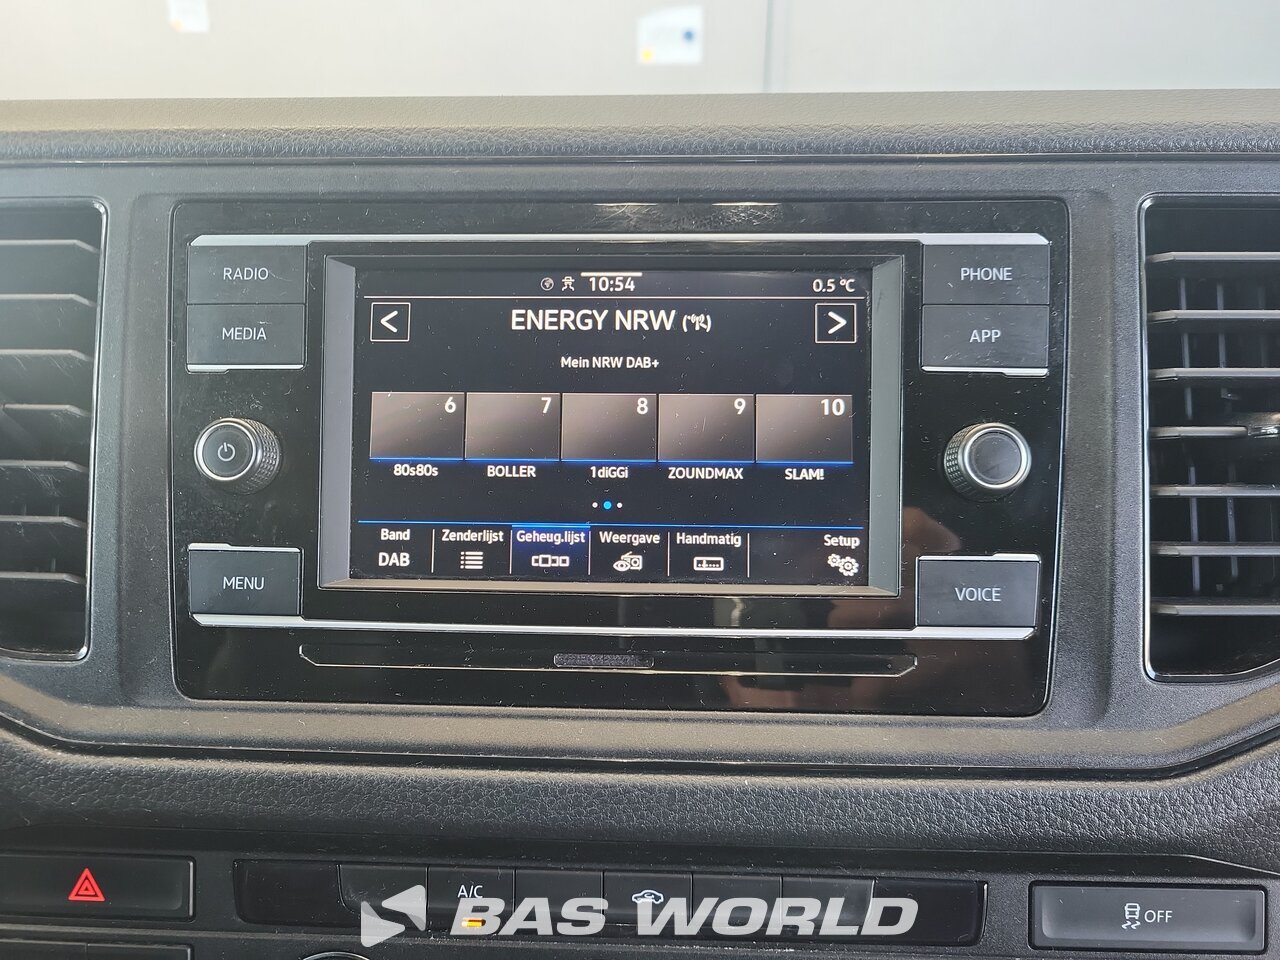 RADIO
MEDIA
MENU
PHONE
APP
VOICE
10:54
0.5 °C
<
ENERGY NRW
>
Mein NRW DAB+
6
7
8
9
10
80s80s
BOLLER
1diGGi
ZOUNDMAX
SLAM!
Band
Zenderlijst
Geheug.lijst
Weergave
Handmatig
Setup
DAB
A/C
OFF
BAS WORLD